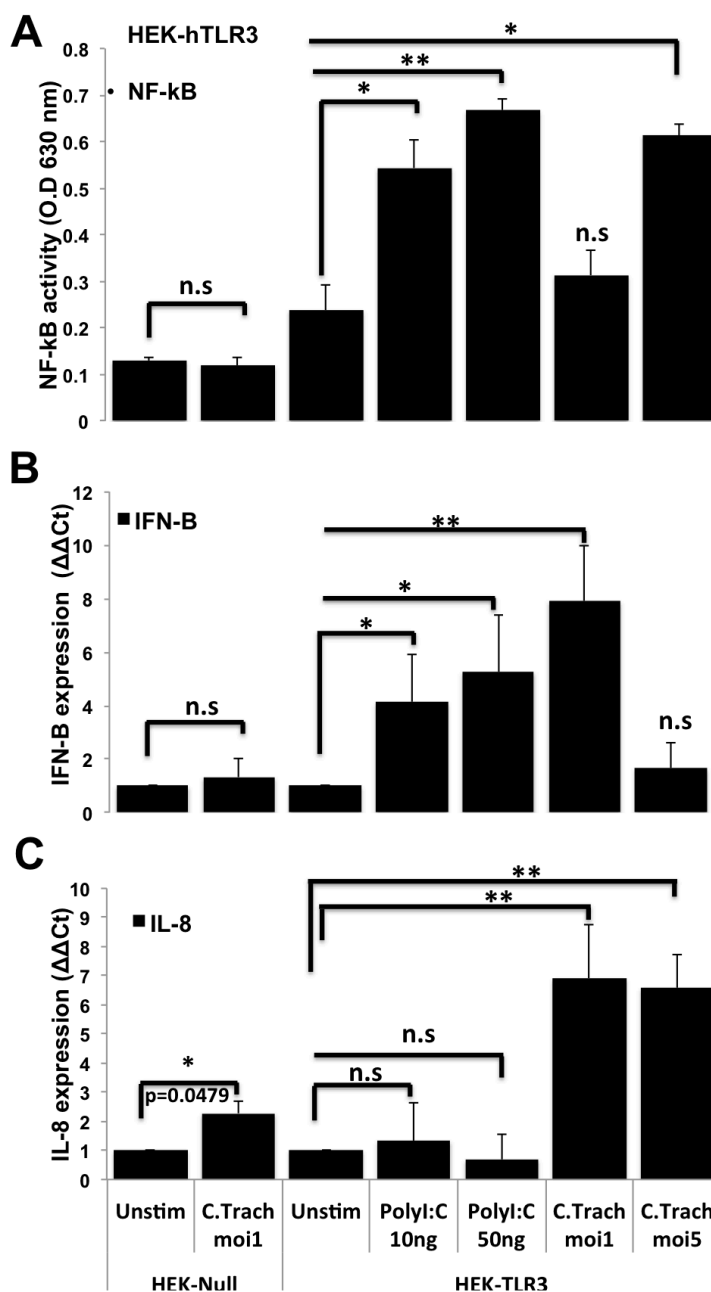 A
HEK-hTLR3
• NF-kB
NF-kB activity (O.D 630 nm)
0.8
0.7
0.6
0.5
0.4
0.3
0.2
0.1
0
n.s
*
**
*
n.s
B
■ IFN-B
IFN-B expression (ΔΔCt)
12
10
8
6
4
2
0
n.s
*
*
**
n.s
C
■ IL-8
IL-8 expression (ΔΔCt)
10
9
8
7
6
5
4
3
2
1
0
*
p=0.0479
n.s
n.s
**
**
Unstim C.Trach Unstim PolyI:C PolyI:C C.Trach C.Trach
moi1 10ng 50ng moi1 moi5
HEK-Null HEK-TLR3